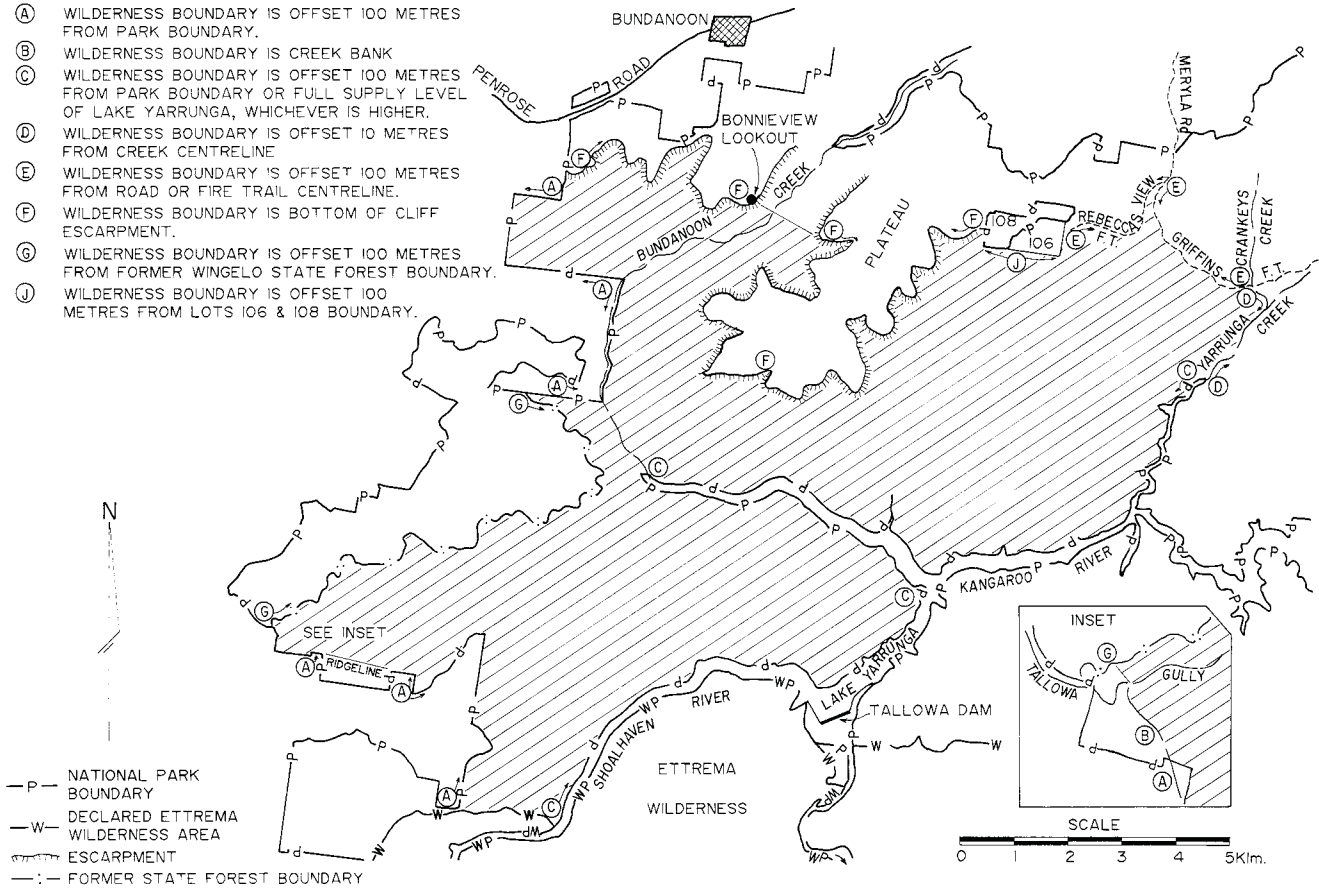 Ⓐ WILDERNESS BOUNDARY IS OFFSET 100 METRES
FROM PARK BOUNDARY.
Ⓑ WILDERNESS BOUNDARY IS CREEK BANK
Ⓒ WILDERNESS BOUNDARY IS OFFSET 100 METRES
FROM PARK BOUNDARY OR FULL SUPPLY LEVEL
OF LAKE YARRUNGA, WHICHEVER IS HIGHER.
Ⓓ WILDERNESS BOUNDARY IS OFFSET 10 METRES
FROM CREEK CENTRELINE
Ⓔ WILDERNESS BOUNDARY IS OFFSET 100 METRES
FROM ROAD OR FIRE TRAIL CENTRELINE.
Ⓕ WILDERNESS BOUNDARY IS BOTTOM OF CLIFF
ESCARPMENT.
Ⓖ WILDERNESS BOUNDARY IS OFFSET 100 METRES
FROM FORMER WINGELO STATE FOREST BOUNDARY.
Ⓙ WILDERNESS BOUNDARY IS OFFSET 100
METRES FROM LOTS 106 & 108 BOUNDARY.
BUNDANOON
PENROSE ROAD
BONNIEVIEW
LOOKOUT
BUNDANOON CREEK
PLATEAU
MERYLA RD
108
106
REBECCAS VIEW
F.T.
GRIFFINS F.T.
CRANKEYS
CREEK
YARRUNGA
CREEK
KANGAROO RIVER
N
SEE INSET
RIDGELINE
LAKE YARRUNGA
SHOALHAVEN RIVER
TALLOWA DAM
ETTREMA
WILDERNESS
INSET
TALLOWA
GULLY
Ⓖ
Ⓑ
Ⓐ
— P — NATIONAL PARK
BOUNDARY
— W — DECLARED ETTREMA
WILDERNESS AREA
ESCARPMENT
FORMER STATE FOREST BOUNDARY
SCALE
0 1 2 3 4 5Klm.